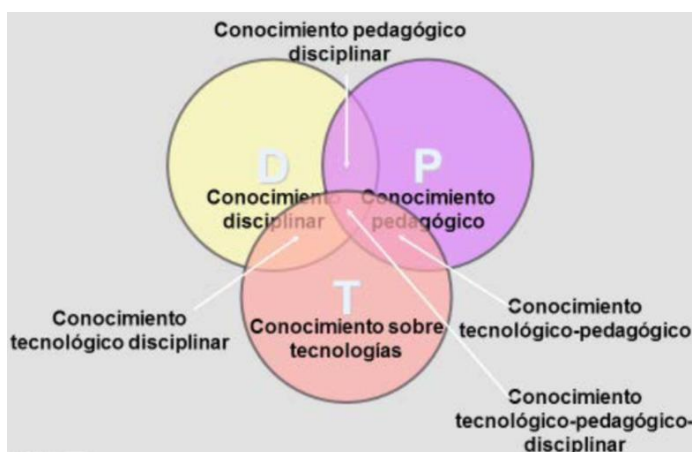 Conocimiento pedagógico
disciplinar
D
P
Conocimiento
disciplinar
Conocimiento
pedagógico
T
Conocimiento sobre
tecnologías
Conocimiento
tecnológico disciplinar
Conocimiento
tecnológico-pedagógico
Conocimiento
tecnológico-pedagógico-
disciplinar